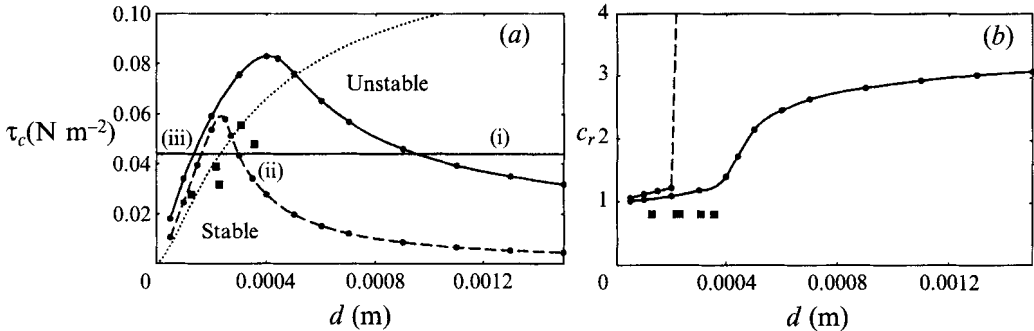 0.10
(a)
0.08
Unstable
0.06
τc(N m−2)
(iii)
(i)
0.04
(ii)
0.02
Stable
0
0.0004
0.0008
0.0012
d (m)
4
(b)
3
cr
2
1
0
0.0004
0.0008
0.0012
d (m)